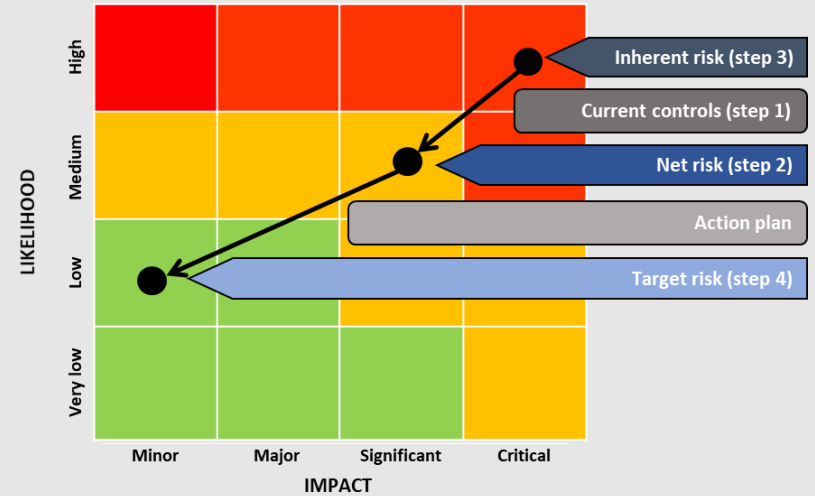 LIKELIHOOD
High
Medium
Low
Very low
Inherent risk (step 3)
Current controls (step 1)
Net risk (step 2)
Action plan
Target risk (step 4)
Minor
Major
Significant
Critical
IMPACT